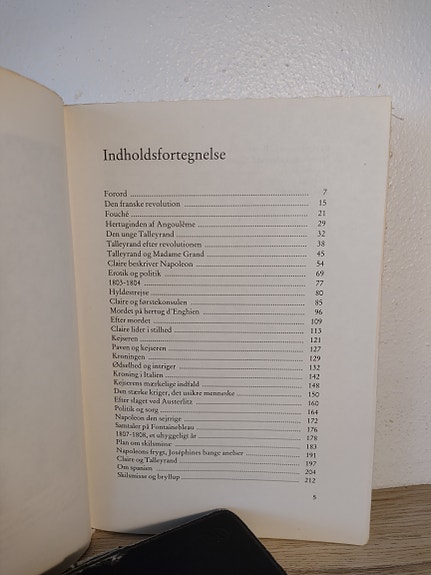 Indholdsfortegnelse
Forord 7
Den franske revolution 15
Fouché 21
Hertuginden af Angoulême 29
Den unge Talleyrand 32
Talleyrand efter revolutionen 38
Talleyrand og Madame Grand 45
Claire beskriver Napoleon 54
Erotik og politik 69
1803-1804 77
Hyldestrejse 80
Claire og førstekonsulen 85
Mordet på hertug d'Enghien 96
Efter mordet 109
Claire lider i stilhed 113
Kejseren 121
Paven og kejseren 127
Kroningen 129
Ødselhed og intriger 132
Kroning i Italien 142
Kejserens mærkelige indfald 148
Den stærke kriger, det usikre menneske 150
Efter slaget ved Austerlitz 160
Politik og sorg 164
Napoleon den sejrige 172
Samtaler på Fontainebleau 176
1807-1808, et uhyggeligt år 178
Plan om skilsmisse 183
Napoleons frygt, Joséphines bange anelser 191
Claire og Talleyrand 197
Om spanien 204
Skilsmisse og bryllup 212
5